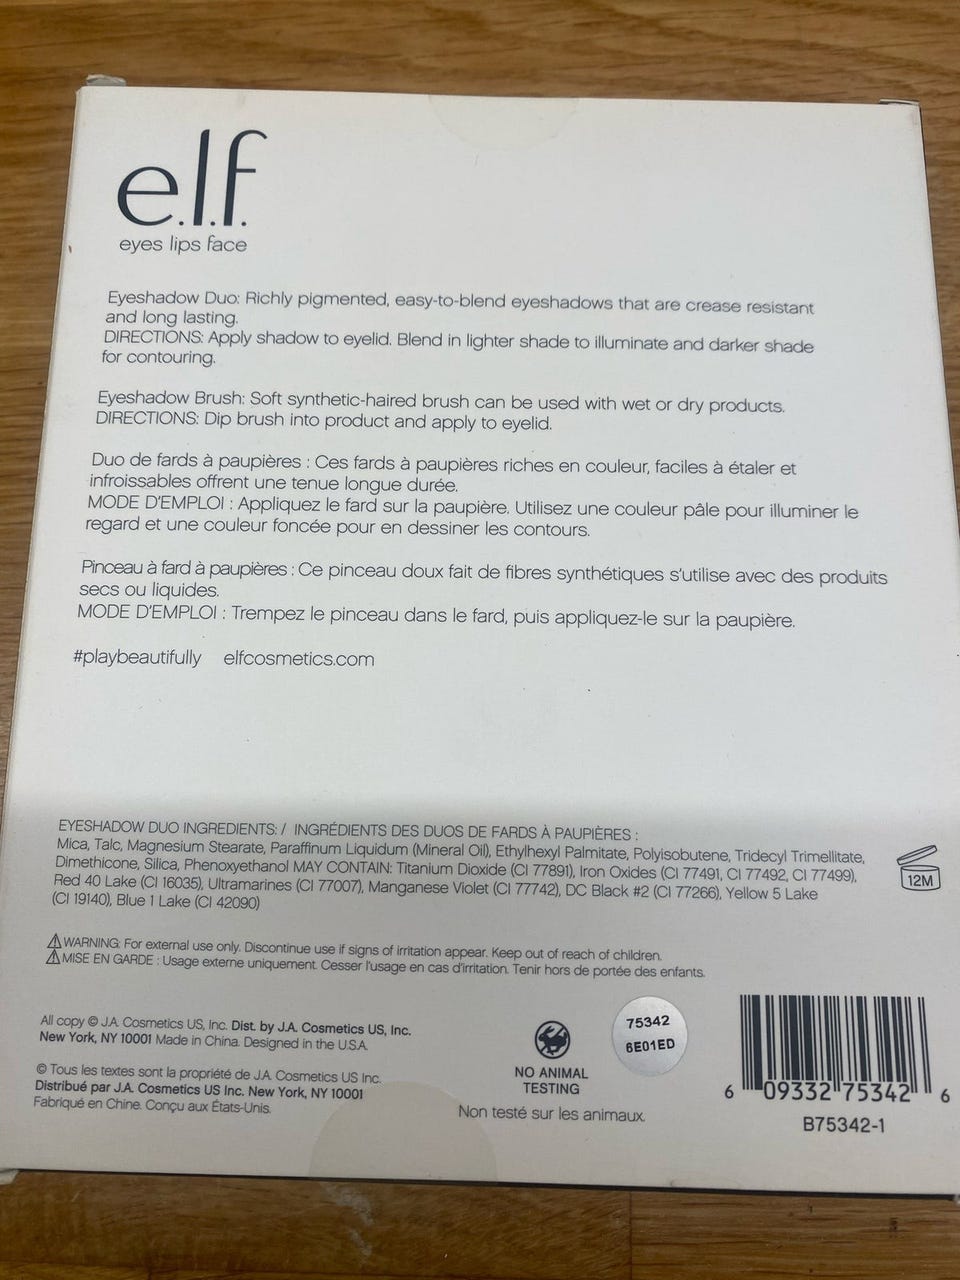 e.l.f.
eyes lips face
Eyeshadow Duo: Richly pigmented, easy-to-blend eyeshadows that are crease resistant
and long lasting.
DIRECTIONS: Apply shadow to eyelid. Blend in lighter shade to illuminate and darker shade
for contouring.
Eyeshadow Brush: Soft synthetic-haired brush can be used with wet or dry products.
DIRECTIONS: Dip brush into product and apply to eyelid.
Duo de fards à paupières : Ces fards à paupières riches en couleur, faciles à étaler et
infroissables offrent une tenue longue durée.
MODE D'EMPLOI : Appliquez le fard sur la paupière. Utilisez une couleur pâle pour illuminer le
regard et une couleur foncée pour en dessiner les contours.
Pinceau à fard à paupières : Ce pinceau doux fait de fibres synthétiques s'utilise avec des produits
secs ou liquides.
MODE D'EMPLOI : Trempez le pinceau dans le fard, puis appliquez-le sur la paupière.
#playbeautifully elfcosmetics.com
EYESHADOW DUO INGREDIENTS: / INGRÉDIENTS DES DUOS DE FARDS À PAUPIÈRES :
Mica, Talc, Magnesium Stearate, Paraffinum Liquidum (Mineral Oil), Ethylhexyl Palmitate, Polyisobutene, Tridecyl Trimellitate,
Dimethicone, Silica, Phenoxyethanol MAY CONTAIN: Titanium Dioxide (CI 77891), Iron Oxides (CI 77491, CI 77492, CI 77499),
Red 40 Lake (CI 16035), Ultramarines (CI 77007), Manganese Violet (CI 77742), DC Black #2 (CI 77266), Yellow 5 Lake
(CI 19140), Blue 1 Lake (CI 42090)
12M
WARNING: For external use only. Discontinue use if signs of irritation appear. Keep out of reach of children.
MISE EN GARDE : Usage externe uniquement. Cesser l'usage en cas d'irritation. Tenir hors de portée des enfants.
All copy © J.A. Cosmetics US, Inc. Dist. by J.A. Cosmetics US, Inc.
New York, NY 10001 Made in China. Designed in the U.S.A.
© Tous les textes sont la propriété de J.A. Cosmetics US Inc.
Distribué par J.A. Cosmetics US Inc. New York, NY 10001
Fabriqué en Chine. Conçu aux États-Unis.
NO ANIMAL
TESTING
Non testé sur les animaux.
75342
6E01ED
6 09332 75342 6
B75342-1